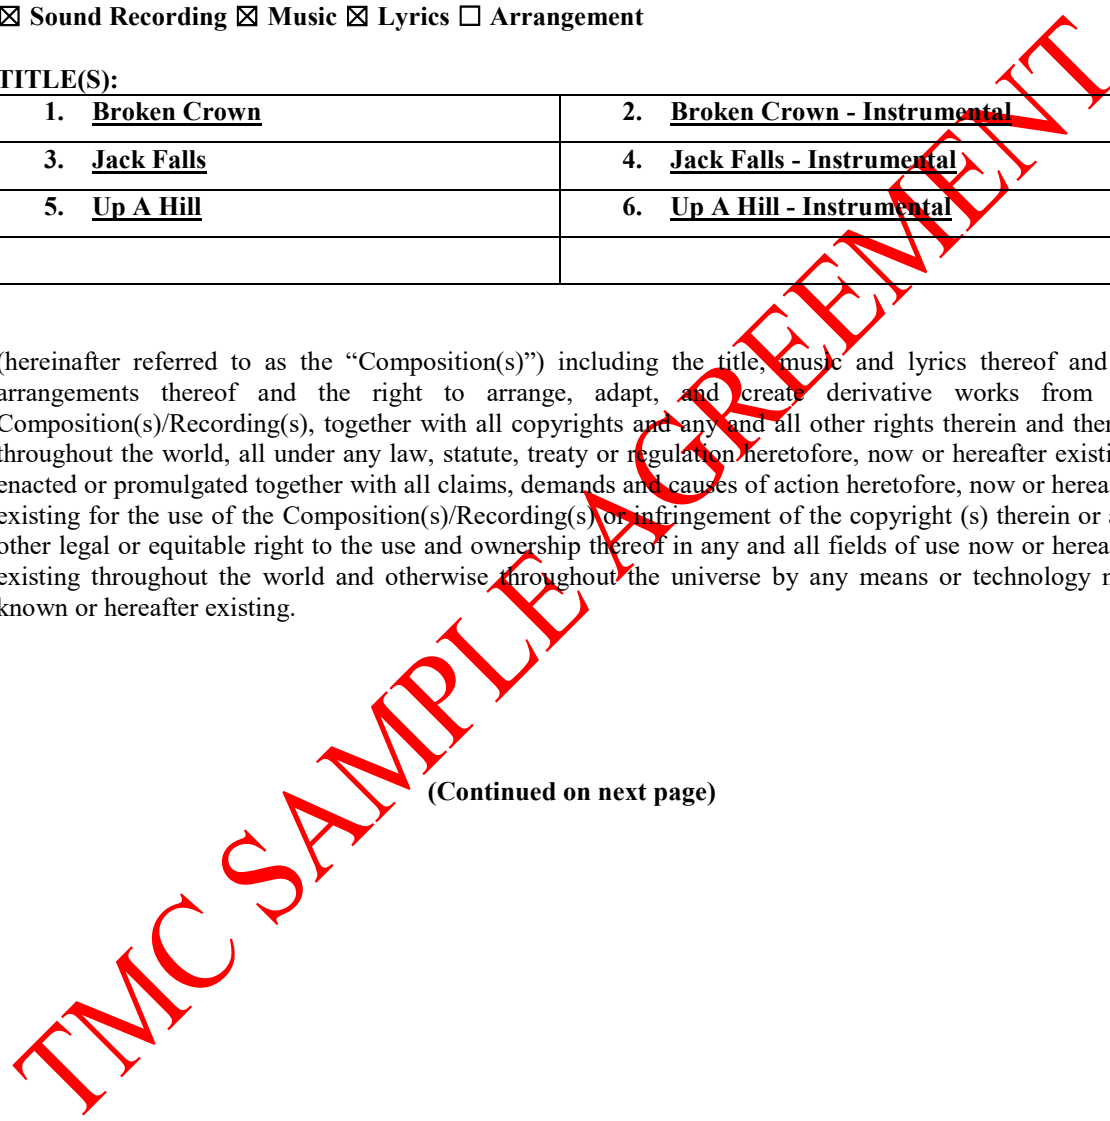 ☒ Sound Recording ☒ Music ☒ Lyrics ☐ Arrangement
TITLE(S):
1. Broken Crown 2. Broken Crown - Instrumental
3. Jack Falls 4. Jack Falls - Instrumental
5. Up A Hill 6. Up A Hill - Instrumental
(hereinafter referred to as the “Composition(s)”) including the title, music and lyrics thereof and
arrangements thereof and the right to arrange, adapt, and create derivative works from
Composition(s)/Recording(s), together with all copyrights and any and all other rights therein and
throughout the world, all under any law, statute, treaty or regulation heretofore, now or hereafter
enacted or promulgated together with all claims, demands and causes of action heretofore, now or
existing for the use of the Composition(s)/Recording(s) or infringement of the copyright (s) therein or
other legal or equitable right to the use and ownership thereof in any and all fields of use now or
existing throughout the world and otherwise throughout the universe by any means or technology
known or hereafter existing.
(Continued on next page)
TMC SAMPLE AGREEMENT